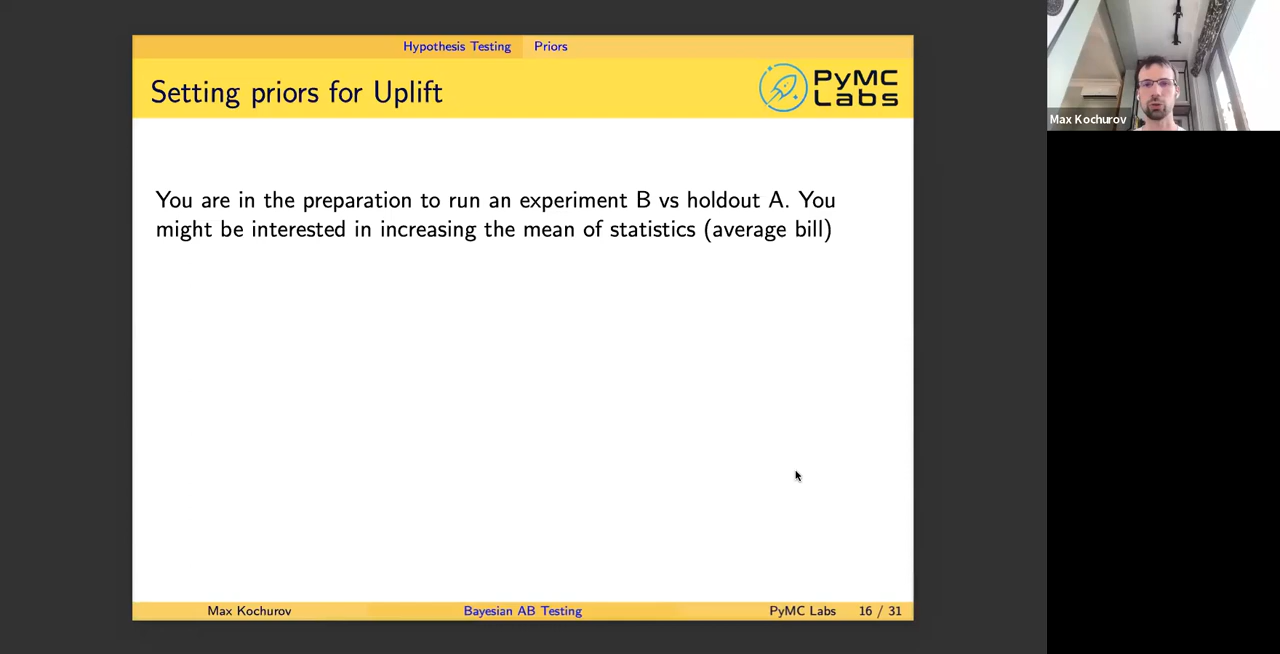 Hypothesis Testing Priors
Setting priors for Uplift
PyMC
Labs
You are in the preparation to run an experiment B vs holdout A. You
might be interested in increasing the mean of statistics (average bill)
Max Kochurov Bayesian AB Testing PyMC Labs 16 / 31
Max Kochurov